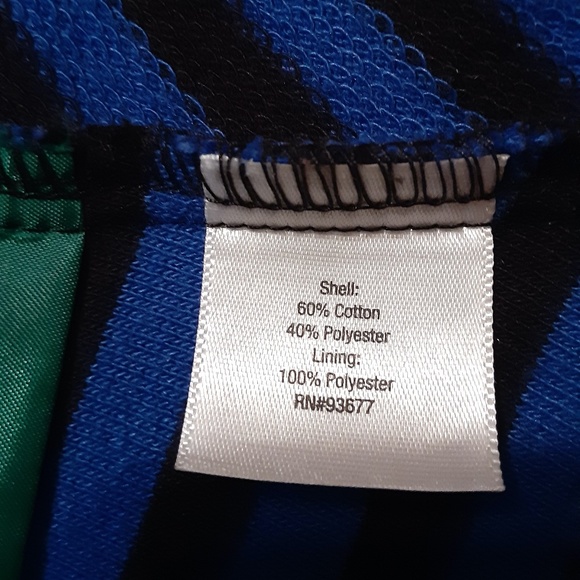 Shell:
60% Cotton
40% Polyester
Lining:
100% Polyester
RN#93677